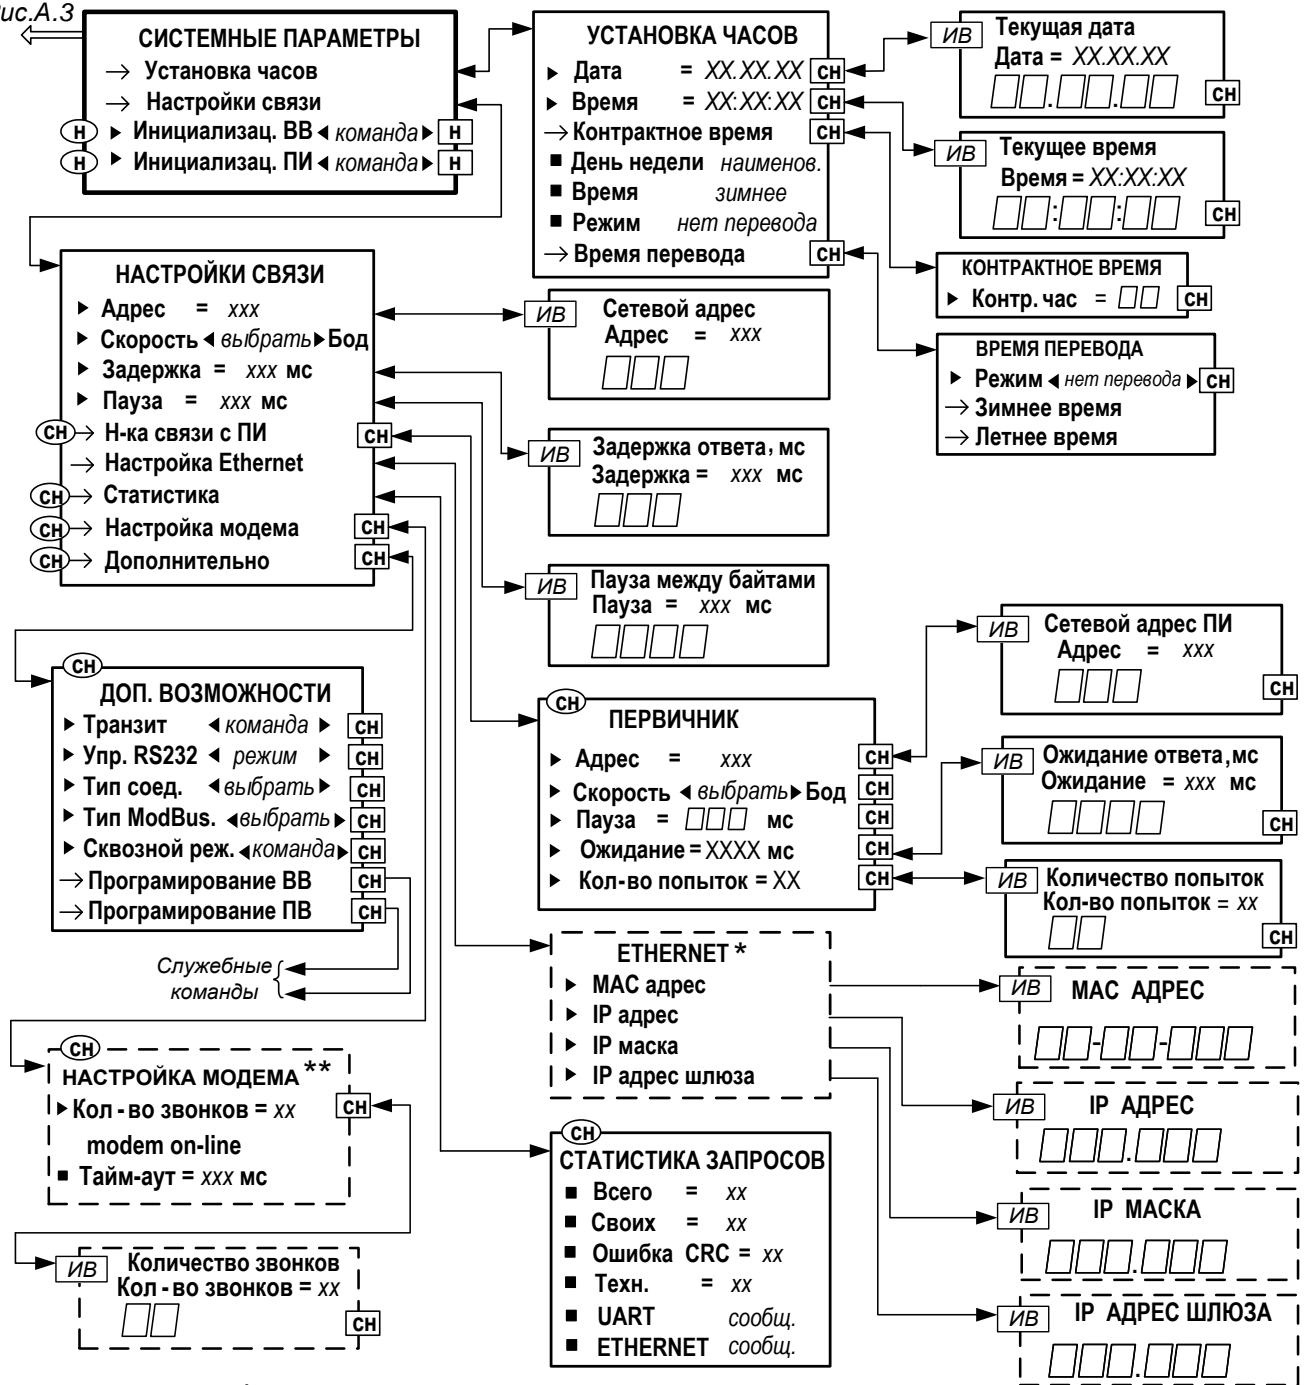 Рис.А.3
СИСТЕМНЫЕ ПАРАМЕТРЫ
→ Установка часов
→ Настройки связи
Н ▶ Инициализац. ВВ ◀ команда ▶ Н
Н ▶ Инициализац. ПИ ◀ команда ▶ Н
УСТАНОВКА ЧАСОВ
▶ Дата = XX.XX.XX СН
▶ Время = XX:XX:XX СН
→ Контрактное время СН
■ День недели наименов.
■ Время зимнее
■ Режим нет перевода
→ Время перевода СН
ИВ Текущая дата
Дата = XX.XX.XX
. . СН
ИВ Текущее время
Время = XX:XX:XX
: : СН
КОНТРАКТНОЕ ВРЕМЯ
▶ Контр. час = СН
ВРЕМЯ ПЕРЕВОДА
▶ Режим ◀ нет перевода ▶ СН
→ Зимнее время
→ Летнее время
НАСТРОЙКИ СВЯЗИ
▶ Адрес = xxx
▶ Скорость ◀ выбрать ▶ Бод
▶ Задержка = xxx мс
▶ Пауза = xxx мс
СН → Н-ка связи с ПИ СН
→ Настройка Ethernet
СН → Статистика
СН → Настройка модема СН
СН → Дополнительно СН
ИВ Сетевой адрес
Адрес = xxx
ИВ Задержка ответа, мс
Задержка = xxx мс
ИВ Пауза между байтами
Пауза = xxx мс
СН
ДОП. ВОЗМОЖНОСТИ
▶ Транзит ◀ команда ▶ СН
▶ Упр. RS232 ◀ режим ▶ СН
▶ Тип соед. ◀ выбрать ▶ СН
▶ Тип ModBus. ◀ выбрать ▶ СН
▶ Сквозной реж. ◀ команда ▶ СН
→ Програмирование ВВ СН
→ Програмирование ПВ СН
Служебные
команды
СН
ПЕРВИЧНИК
▶ Адрес = xxx СН
▶ Скорость ◀ выбрать ▶ Бод СН
▶ Пауза = мс СН
▶ Ожидание = XXXX мс СН
▶ Кол-во попыток = XX СН
ИВ Сетевой адрес ПИ
Адрес = xxx
СН
ИВ Ожидание ответа, мс
Ожидание = xxx мс
СН
ИВ Количество попыток
Кол-во попыток = xx
СН
ETHERNET *
▶ MAC адрес
▶ IP адрес
▶ IP маска
▶ IP адрес шлюза
ИВ MAC АДРЕС
- -
ИВ IP АДРЕС
.
ИВ IP МАСКА
.
ИВ IP АДРЕС ШЛЮЗА
.
СН
НАСТРОЙКА МОДЕМА **
▶ Кол - во звонков = xx СН
modem on-line
■ Тайм-аут = xxx мс
ИВ Количество звонков
Кол - во звонков = xx
СН
СН
СТАТИСТИКА ЗАПРОСОВ
■ Всего = xx
■ Своих = xx
■ Ошибка CRC = xx
■ Техн. = xx
■ UART сообщ.
■ ETHERNET сообщ.